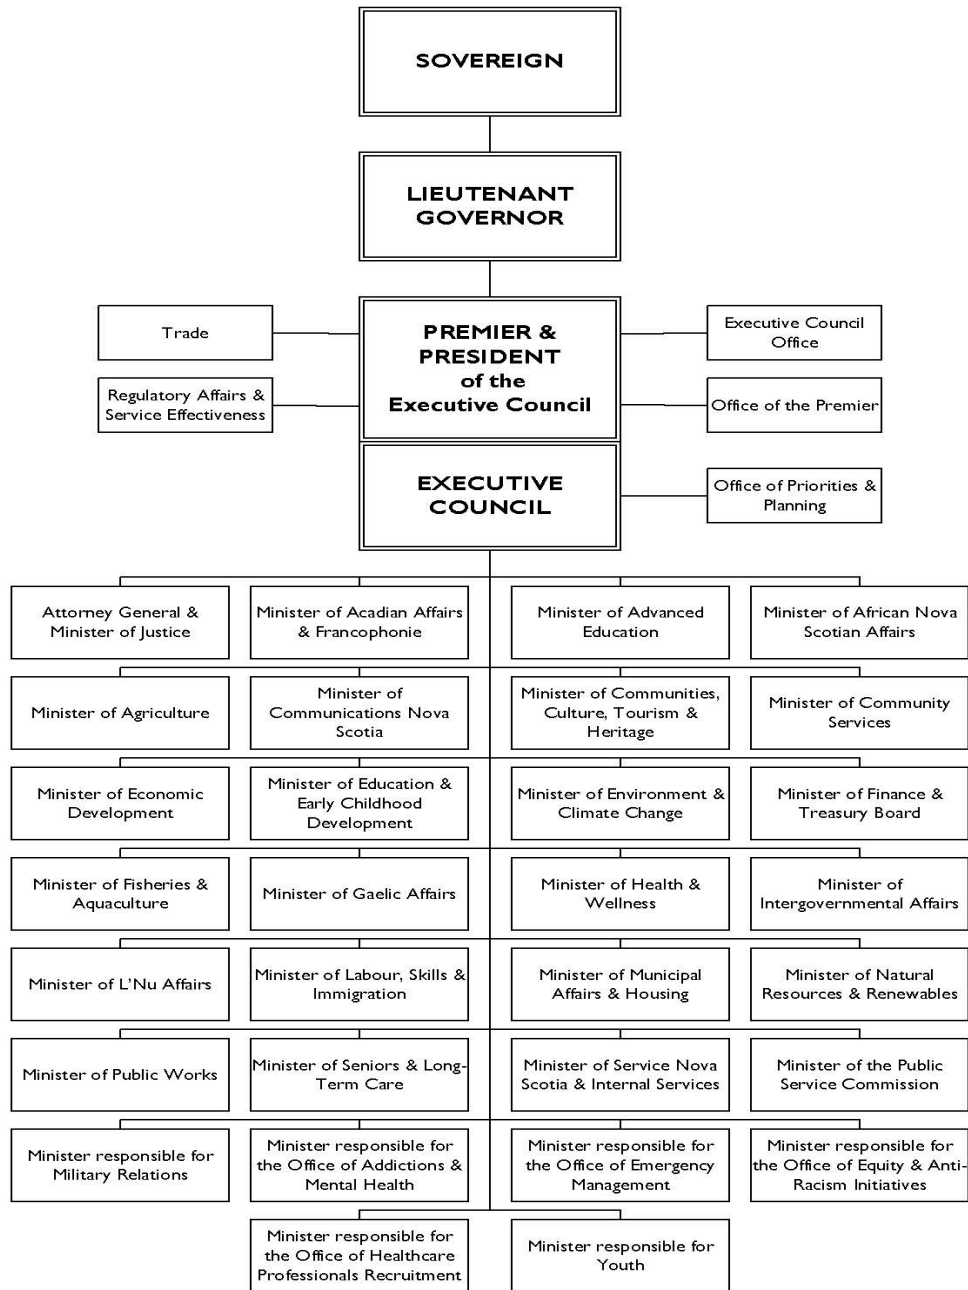 SOVEREIGN
LIEUTENANT
GOVERNOR
Trade
PREMIER &
PRESIDENT
of the
Executive Council
Executive Council
Office
Regulatory Affairs &
Service Effectiveness
Office of the Premier
EXECUTIVE
COUNCIL
Office of Priorities &
Planning
Attorney General &
Minister of Justice
Minister of Acadian Affairs
& Francophonie
Minister of Advanced
Education
Minister of African Nova
Scotian Affairs
Minister of Agriculture
Minister of
Communications Nova
Scotia
Minister of Communities,
Culture, Tourism &
Heritage
Minister of Community
Services
Minister of Economic
Development
Minister of Education &
Early Childhood
Development
Minister of Environment &
Climate Change
Minister of Finance &
Treasury Board
Minister of Fisheries &
Aquaculture
Minister of Gaelic Affairs
Minister of Health &
Wellness
Minister of
Intergovernmental Affairs
Minister of L'Nu Affairs
Minister of Labour, Skills &
Immigration
Minister of Municipal
Affairs & Housing
Minister of Natural
Resources & Renewables
Minister of Public Works
Minister of Seniors & Long-
Term Care
Minister of Service Nova
Scotia & Internal Services
Minister of the Public
Service Commission
Minister responsible for
Military Relations
Minister responsible for
the Office of Addictions &
Mental Health
Minister responsible for
the Office of Emergency
Management
Minister responsible for
the Office of Equity & Anti-
Racism Initiatives
Minister responsible for
the Office of Healthcare
Professionals Recruitment
Minister responsible for
Youth